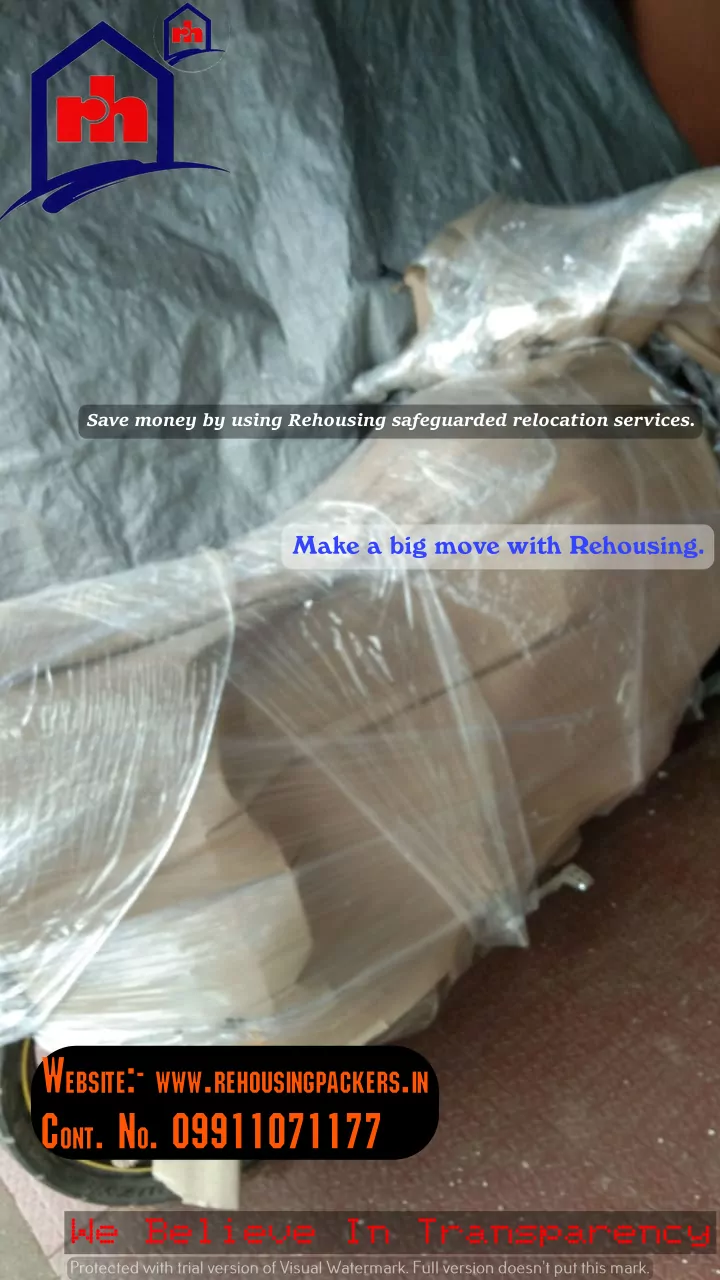 rh
rh
Save money by using Rehousing safeguarded relocation services.
Make a big move with Rehousing.
Website:- www.rehousingpackers.in
Cont. No. 09911071177
We Believe In Transparency
Protected with trial version of Visual Watermark. Full version doesn't put this mark.